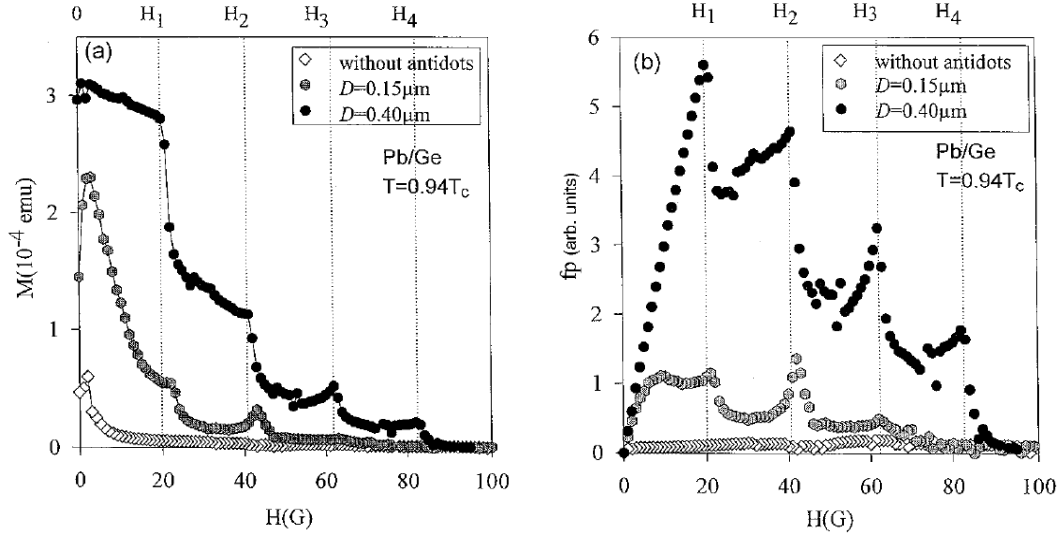 0 H1 H2 H3 H4
(a)
without antidots
D=0.15μm
D=0.40μm
Pb/Ge
T=0.94Tc
M(10-4 emu)
3
2
1
0
0 20 40 60 80 100
H(G)
H1 H2 H3 H4
(b)
without antidots
D=0.15μm
D=0.40μm
Pb/Ge
T=0.94Tc
fp (arb. units)
6
5
4
3
2
1
0
0 20 40 60 80 100
H(G)